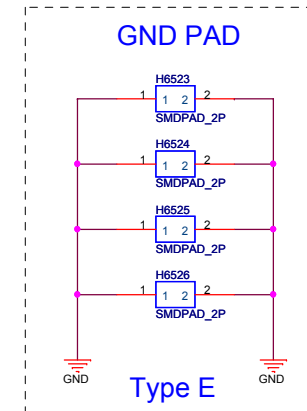 GND PAD
H6523
1 1 2 2
SMDPAD_2P
H6524
1 1 2 2
SMDPAD_2P
H6525
1 1 2 2
SMDPAD_2P
H6526
1 1 2 2
SMDPAD_2P
GND GND
Type E